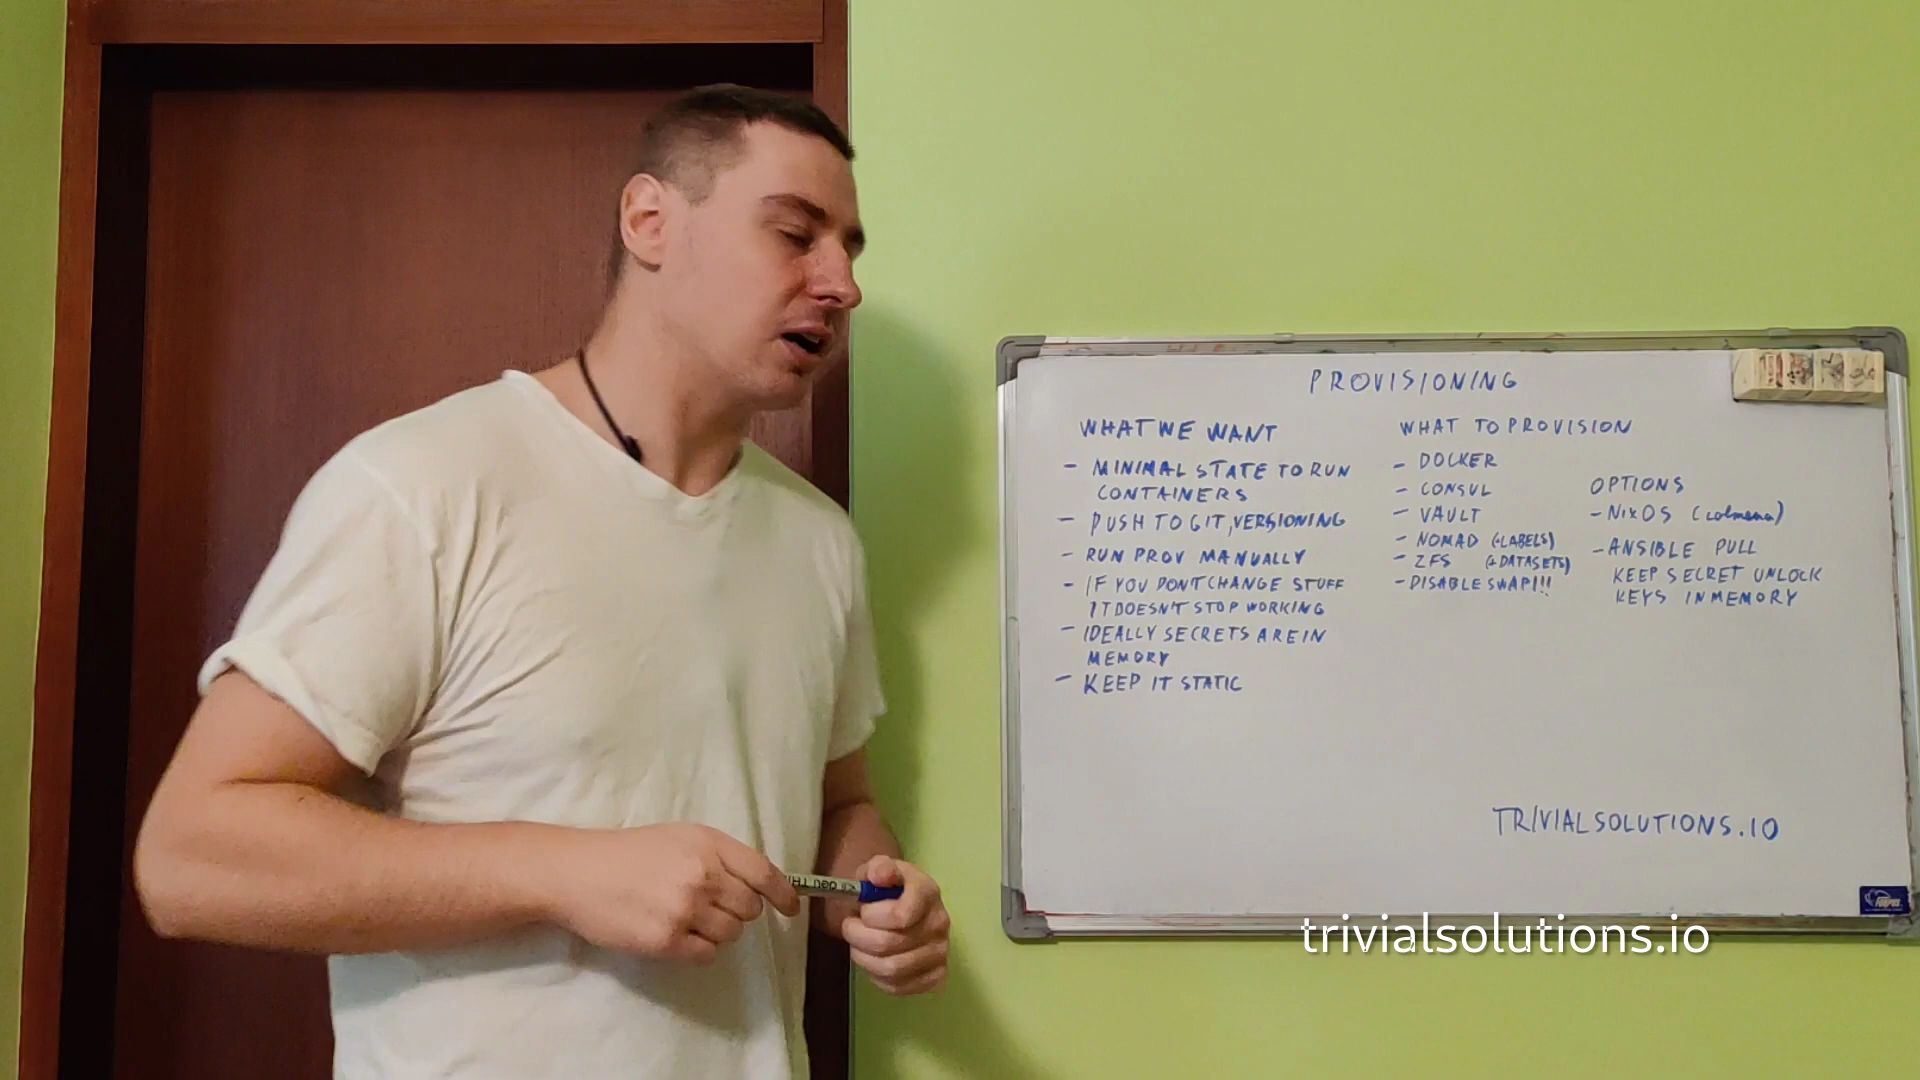 PROVISIONING
WHAT WE WANT
- MINIMAL STATE TO RUN
CONTAINERS
- PUSH TO GIT, VERSIONING
- RUN PROV MANUALLY
- IF YOU DONT CHANGE STUFF
IT DOESN'T STOP WORKING
- IDEALLY SECRETS ARE IN
MEMORY
- KEEP IT STATIC
WHAT TO PROVISION
- DOCKER
- CONSUL
- VAULT
- NOMAD (+LABELS)
- ZFS (+DATASETS)
- DISABLE SWAP!!!
OPTIONS
- NIXOS (colmena)
- ANSIBLE PULL
KEEP SECRET UNLOCK
KEYS IN MEMORY
TRIVIALSOLUTIONS.IO
trivialsolutions.io